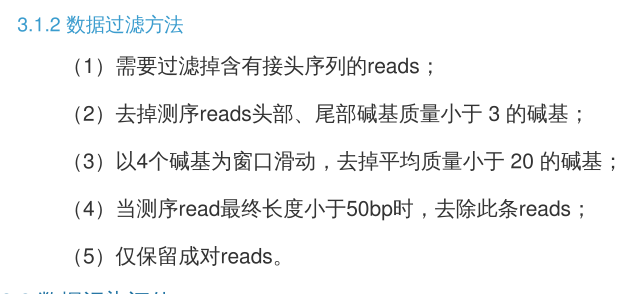 3.1.2 数据过滤方法
（1）需要过滤掉含有接头序列的reads；
（2）去掉测序reads头部、尾部碱基质量小于 3 的碱基；
（3）以4个碱基为窗口滑动，去掉平均质量小于 20 的碱基；
（4）当测序read最终长度小于50bp时，去除此条reads；
（5）仅保留成对reads。